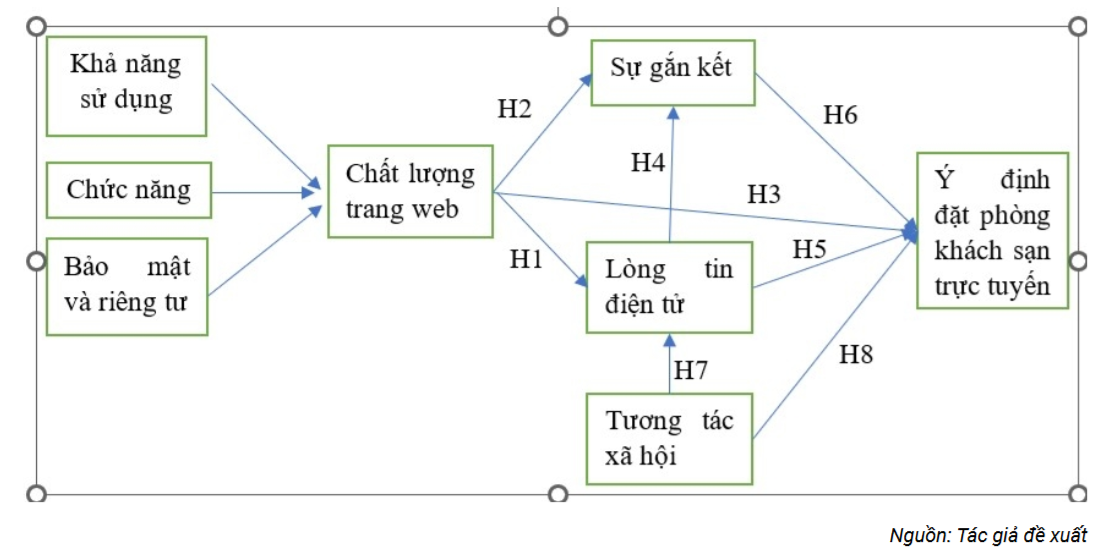 Khả năng
sử dụng
Chức năng
Bảo mật
và riêng tư
Chất lượng
trang web
H2
H1
Sự gắn kết
H4
H3
H6
Lòng tin
điện tử
H5
H7
H8
Tương tác
xã hội
Ý định
đặt phòng
khách sạn
trực tuyến
Nguồn: Tác giả đề xuất